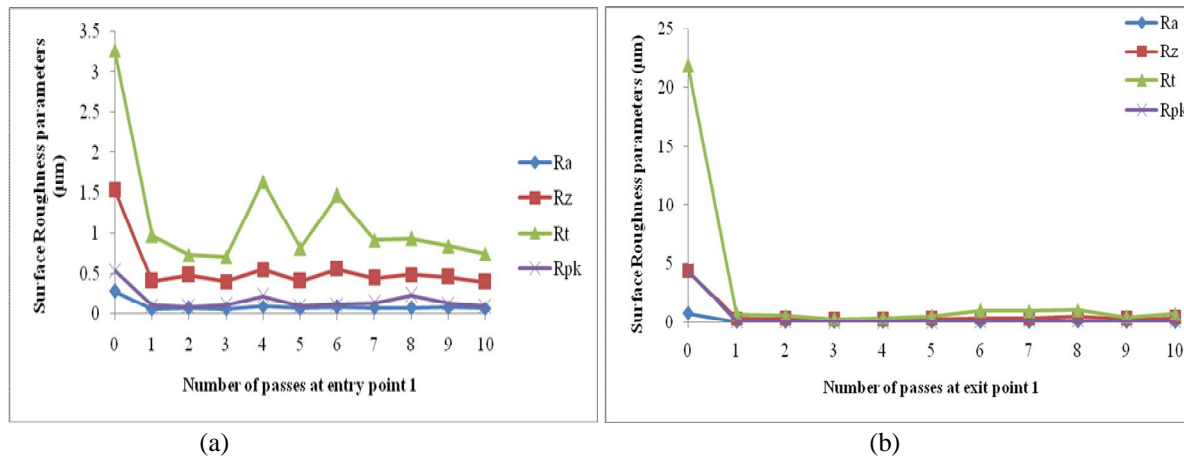 Surface Roughness parameters
(µm)
3.5
3
2.5
2
1.5
1
0.5
0
0 1 2 3 4 5 6 7 8 9 10
Number of passes at entry point 1
Ra
Rz
Rt
Rpk
(a)
Surface Roughness parameters (µm)
25
20
15
10
5
0
0 1 2 3 4 5 6 7 8 9 10
Number of passes at exit point 1
Ra
Rz
Rt
Rpk
(b)